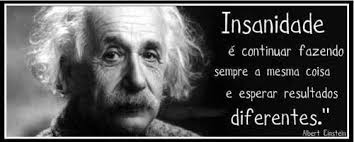 Insanidade
é continuar fazendo
sempre a mesma coisa
e esperar resultados
diferentes."
Albert Einstein